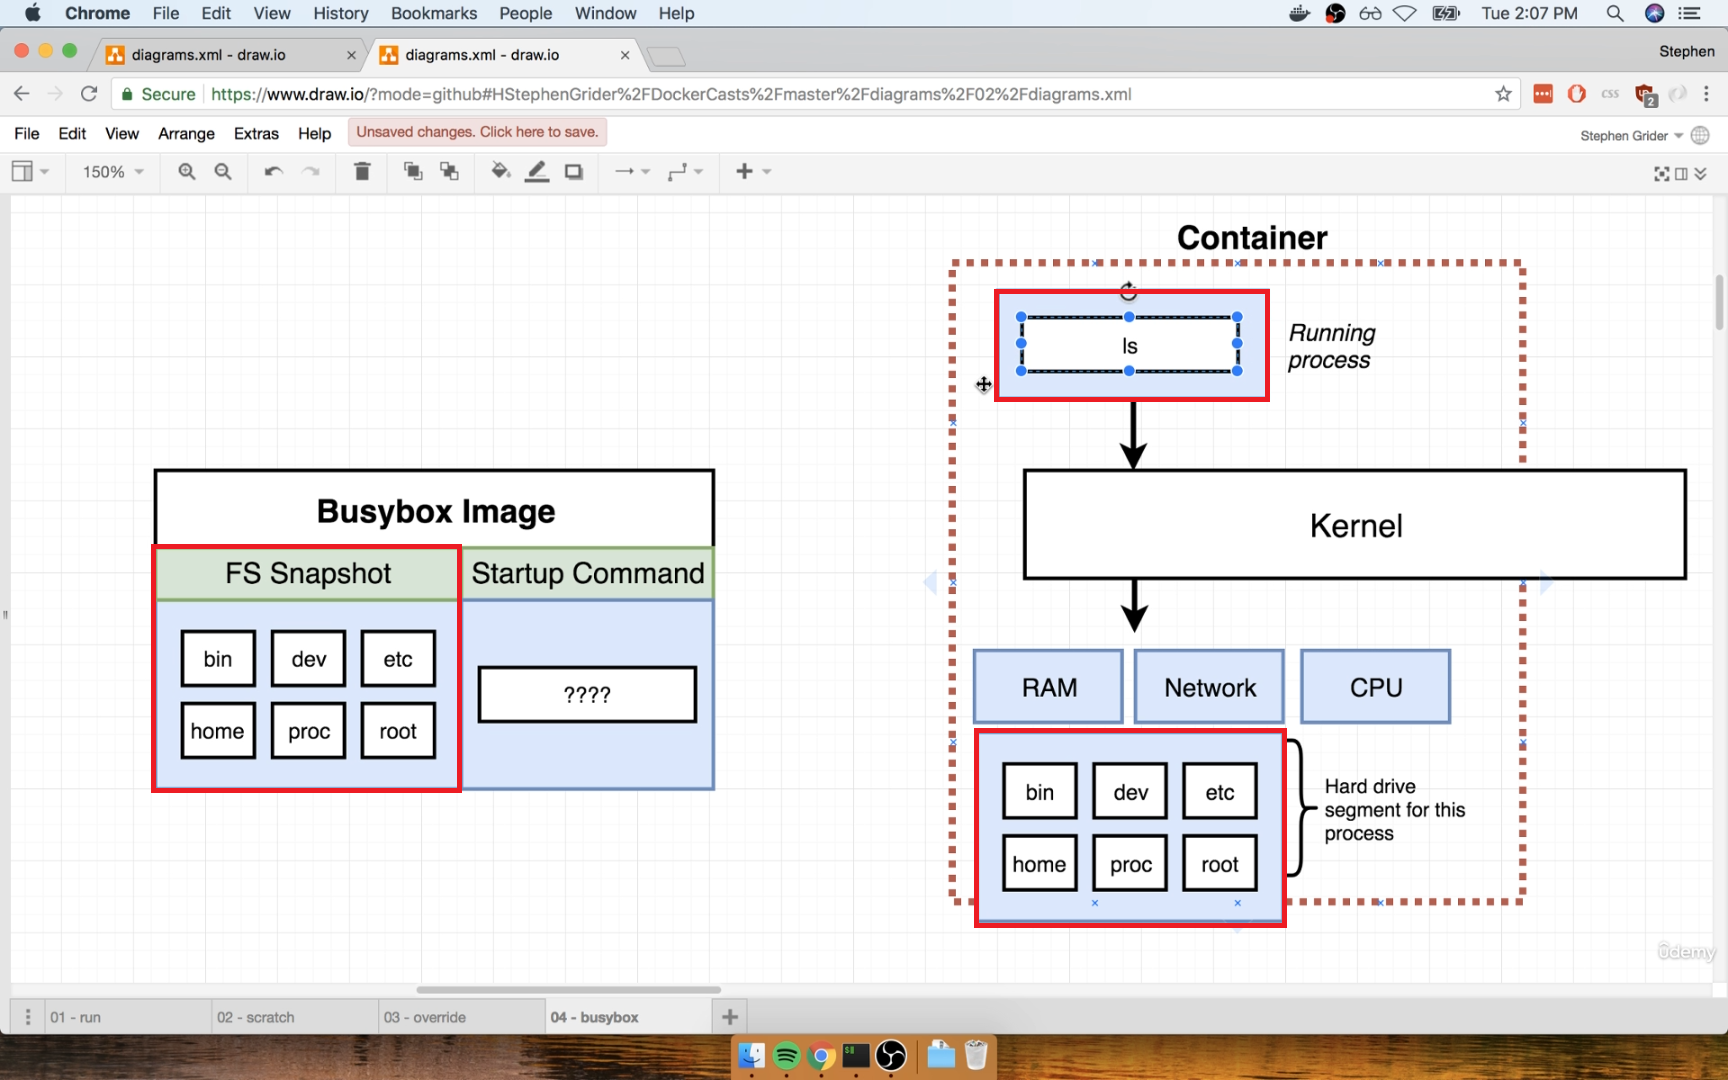 Chrome File Edit View History Bookmarks People Window Help Tue 2:07 PM
diagrams.xml - draw.io diagrams.xml - draw.io Stephen
Secure https://www.draw.io/?mode=github#HStephenGrider%2FDockerCasts%2Fmaster%2Fdiagrams%2F02%2Fdiagrams.xml CSS 2
File Edit View Arrange Extras Help Unsaved changes. Click here to save. Stephen Grider
150%
Container
ls
Running
process
Busybox Image
FS Snapshot Startup Command
bin dev etc
home proc root
????
Kernel
RAM Network CPU
bin dev etc
home proc root
Hard drive
segment for this
process
ûdemy
01 - run 02 - scratch 03 - override 04 - busybox